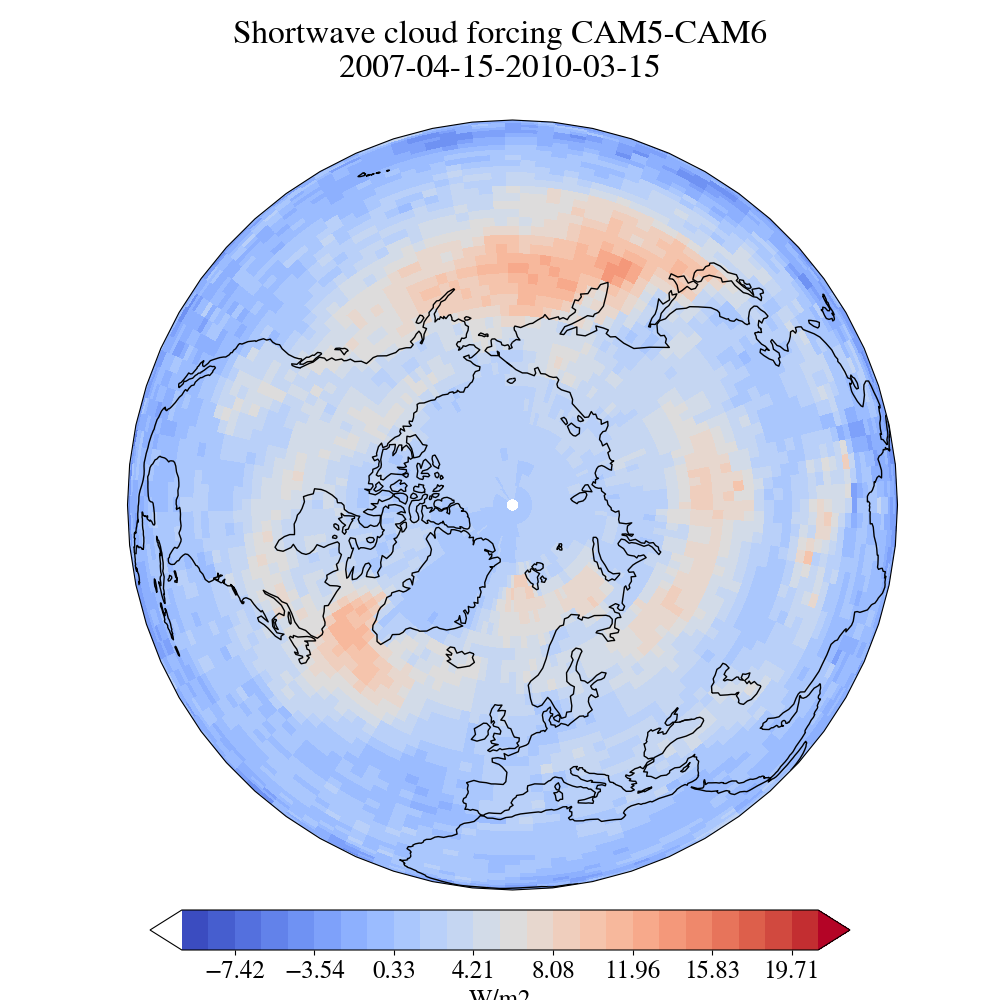 Shortwave cloud forcing CAM5-CAM6
2007-04-15-2010-03-15
−7.42 −3.54 0.33 4.21 8.08 11.96 15.83 19.71
W/m2